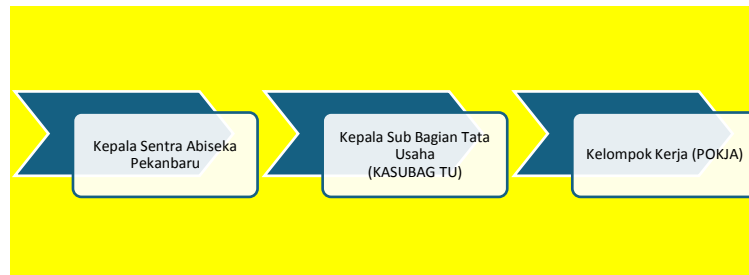 Kepala Sentra Abiseka
Pekanbaru
Kepala Sub Bagian Tata
Usaha
(KASUBAG TU)
Kelompok Kerja (POKJA)